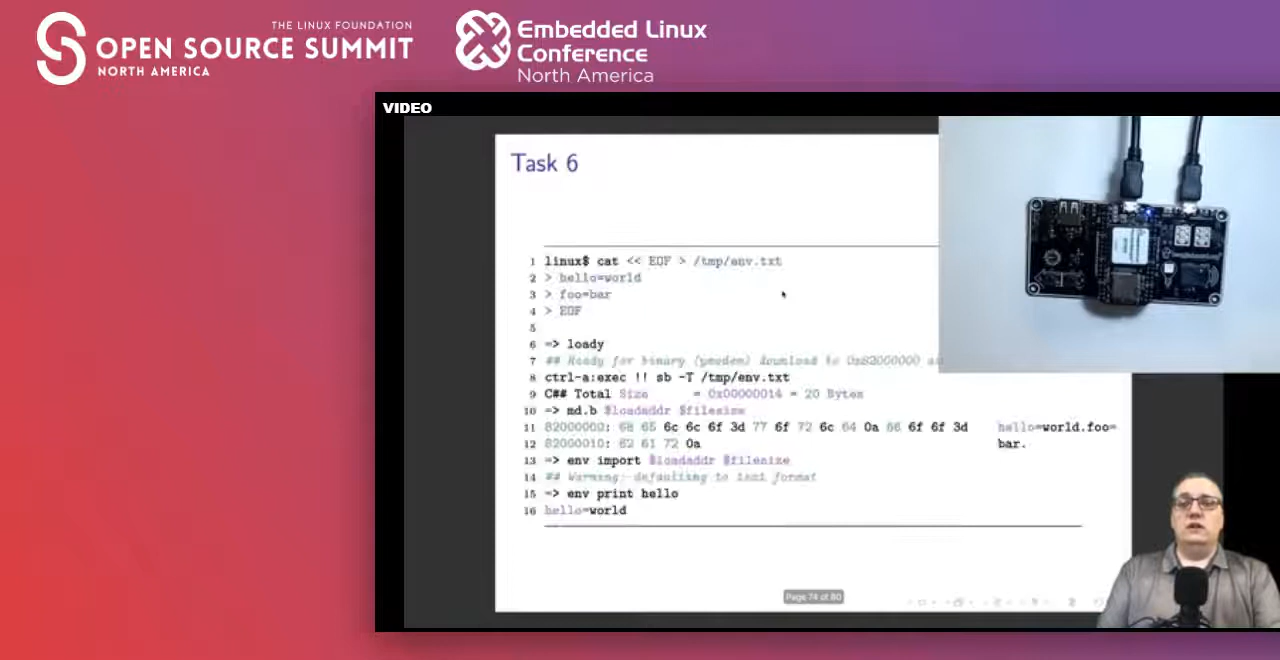 THE LINUX FOUNDATION
OPEN SOURCE SUMMIT
NORTH AMERICA
Embedded Linux
Conference
North America
VIDEO
Task 6
1 linux$ cat << EOF > /tmp/env.txt
2 > hello=world
3 > foo=bar
4 > EOF
5
6 => loady
7 ## Ready for binary (ymodem) download to 0x82000000 at
8 ctrl-a:exec !! sb -T /tmp/env.txt
9 C## Total Size = 0x00000014 = 20 Bytes
10 => md.b $loadaddr $filesize
11 82000000: 68 65 6c 6c 6f 3d 77 6f 72 6c 64 0a 66 6f 6f 3d hello=world.foo=
12 82000010: 62 61 72 0a bar.
13 => env import $loadaddr $filesize
14 ## Warning: defaulting to text format
15 => env print hello
16 hello=world
Page 74 of 80